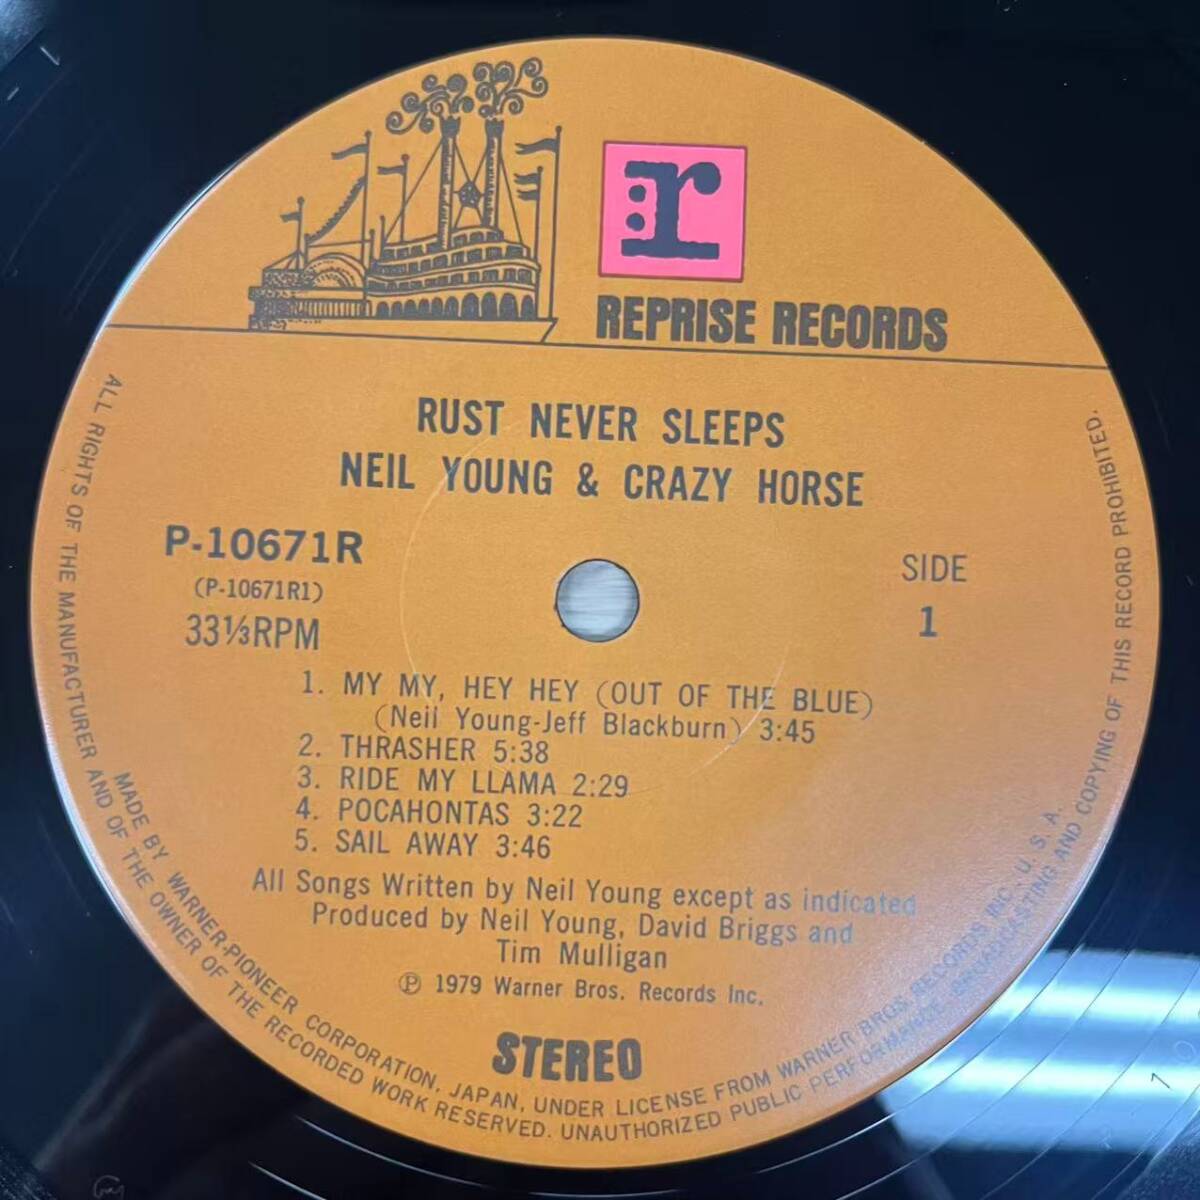 r
REPRISE RECORDS
RUST NEVER SLEEPS
NEIL YOUNG & CRAZY HORSE
P-10671R
(P-10671R1)
33⅓RPM
SIDE
1
1. MY MY, HEY HEY (OUT OF THE BLUE)
(Neil Young-Jeff Blackburn) 3:45
2. THRASHER 5:38
3. RIDE MY LLAMA 2:29
4. POCAHONTAS 3:22
5. SAIL AWAY 3:46
All Songs Written by Neil Young except as indicated
Produced by Neil Young, David Briggs and
Tim Mulligan
℗ 1979 Warner Bros. Records Inc.
STEREO
MADE BY WARNER-PIONEER CORPORATION, JAPAN, UNDER LICENSE FROM WARNER BROS. RECORDS INC. U. S. A.
ALL RIGHTS OF THE MANUFACTURER AND OF THE OWNER OF THE RECORDED WORK RESERVED. UNAUTHORIZED PUBLIC PERFORMANCE, BROADCASTING AND COPYING OF THIS RECORD PROHIBITED.